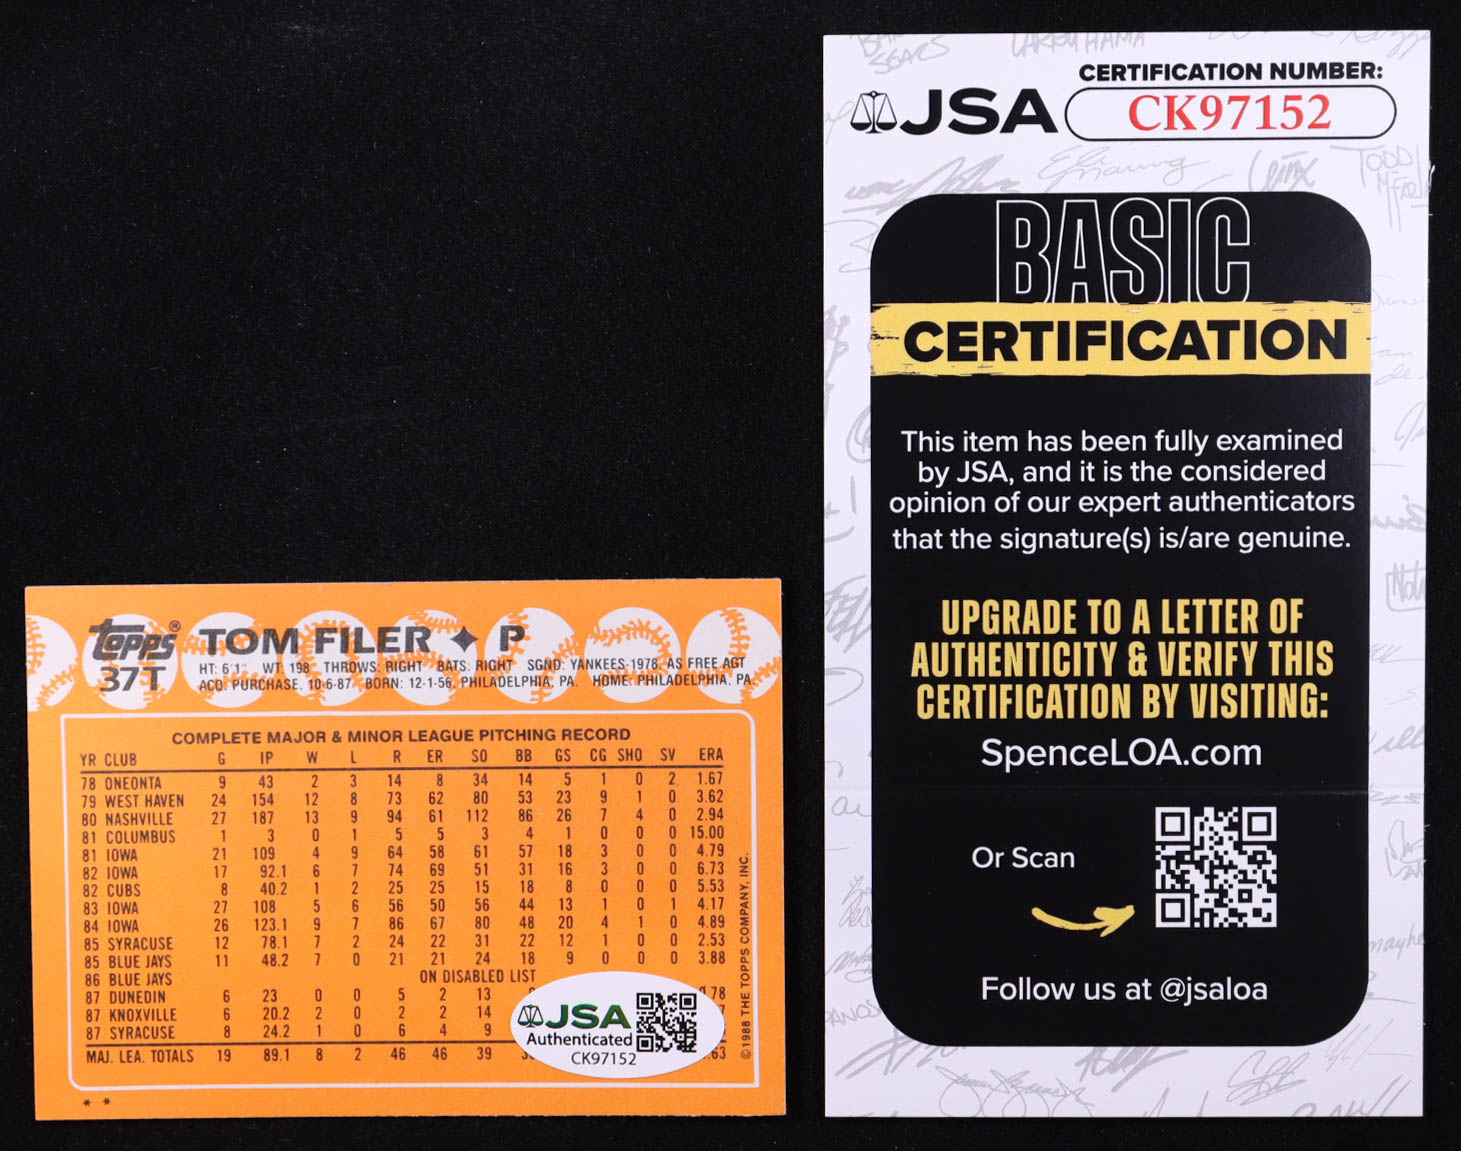 topps®
37T
TOM FILER ✦ P
HT: 6'1" WT: 198 THROWS: RIGHT BATS: RIGHT SGND: YANKEES-1978, AS FREE AGT
ACQ: PURCHASE, 10-6-87 BORN: 12-1-56, PHILADELPHIA, PA. HOME: PHILADELPHIA, PA.
COMPLETE MAJOR & MINOR LEAGUE PITCHING RECORD
YR CLUB G IP W L R ER SO BB GS CG SHO SV ERA
78 ONEONTA 9 43 2 3 14 8 34 14 5 1 0 2 1.67
79 WEST HAVEN 24 154 12 8 73 62 80 53 23 9 1 0 3.62
80 NASHVILLE 27 187 13 9 94 61 112 86 26 7 4 0 2.94
81 COLUMBUS 1 3 0 1 5 5 3 4 1 0 0 0 15.00
81 IOWA 21 109 4 9 64 58 61 57 18 3 0 0 4.79
82 IOWA 17 92.1 6 7 74 69 51 31 16 3 0 0 6.73
82 CUBS 8 40.2 1 2 25 25 15 18 8 0 0 0 5.53
83 IOWA 27 108 5 6 56 50 56 44 13 1 0 1 4.17
84 IOWA 26 123.1 9 7 86 67 80 48 20 4 1 0 4.89
85 SYRACUSE 12 78.1 7 2 24 22 31 22 12 1 0 0 2.53
85 BLUE JAYS 11 48.2 7 0 21 21 24 18 9 0 0 0 3.88
86 BLUE JAYS ON DISABLED LIST
87 DUNEDIN 6 23 0 0 5 2 13 .78
87 KNOXVILLE 6 20.2 2 0 2 2 14
87 SYRACUSE 8 24.2 1 0 6 4 9
MAJ. LEA. TOTALS 19 89.1 8 2 46 46 39 .63
* *
© 1988 THE TOPPS COMPANY, INC.
JSA
Authenticated
CK97152
JSA
CERTIFICATION NUMBER:
CK97152
BASIC
CERTIFICATION
This item has been fully examined
by JSA, and it is the considered
opinion of our expert authenticators
that the signature(s) is/are genuine.
UPGRADE TO A LETTER OF
AUTHENTICITY & VERIFY THIS
CERTIFICATION BY VISITING:
SpenceLOA.com
Or Scan
Follow us at @jsaloa